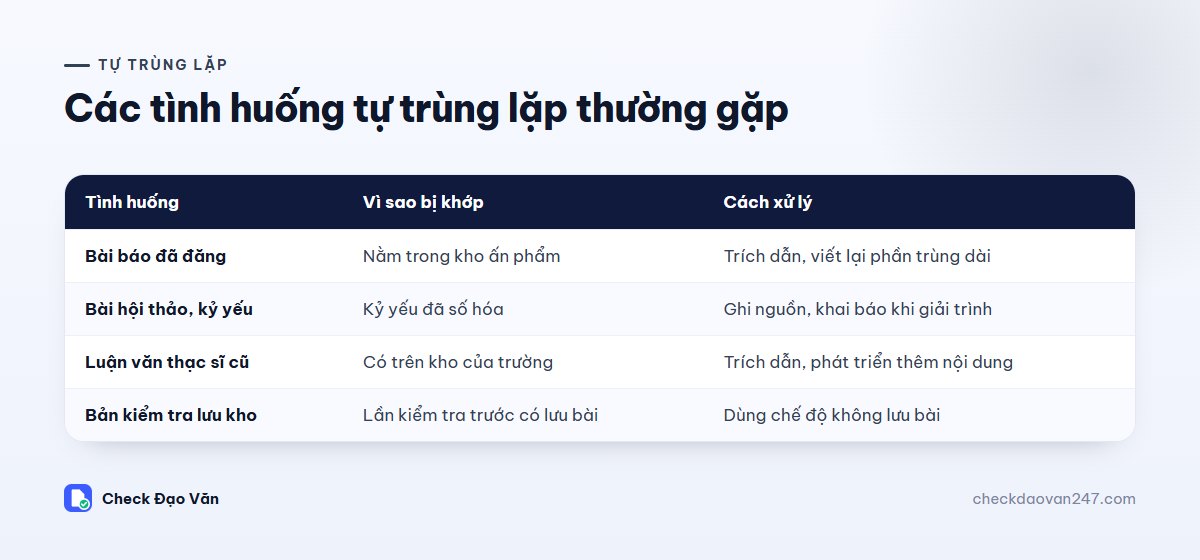 TỰ TRÙNG LẶP
Các tình huống tự trùng lặp thường gặp
Tình huống Vì sao bị khớp Cách xử lý
Bài báo đã đăng Nằm trong kho ấn phẩm Trích dẫn, viết lại phần trùng dài
Bài hội thảo, kỷ yếu Kỷ yếu đã số hóa Ghi nguồn, khai báo khi giải trình
Luận văn thạc sĩ cũ Có trên kho của trường Trích dẫn, phát triển thêm nội dung
Bản kiểm tra lưu kho Lần kiểm tra trước có lưu bài Dùng chế độ không lưu bài
Check Đạo Văn checkdaovan247.com